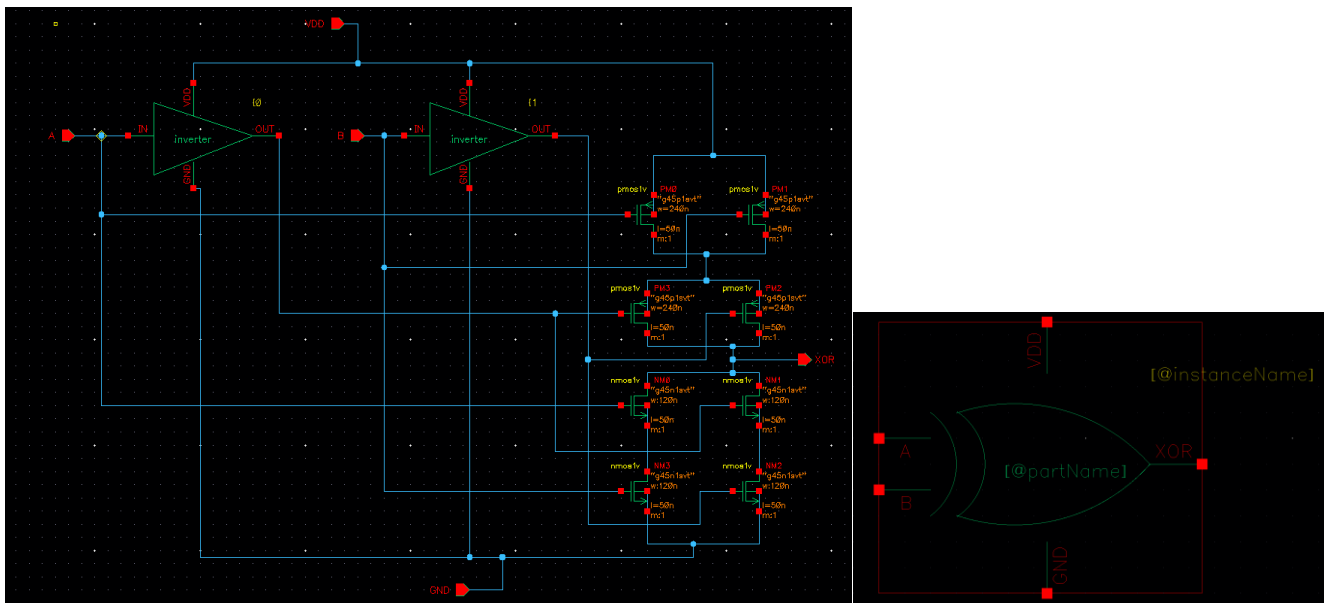 VDD
VDD
IN
OUT
inverter
GND
A
VDD
IN
OUT
inverter
GND
B
pmos1v
PM0
"g45p1svt"
w=240n
l=50n
m:1
pmos1v
PM1
"g45p1svt"
w=240n
l=50n
m:1
pmos1v
PM3
"g45p1svt"
w=240n
l=50n
m:1
pmos1v
PM2
"g45p1svt"
w=240n
l=50n
m:1
XOR
nmos1v
NM0
"g45n1svt"
w:120n
l=50n
m:1
nmos1v
NM1
"g45n1svt"
w:120n
l=50n
m:1
nmos1v
NM3
"g45n1svt"
w:120n
l=50n
m:1
nmos1v
NM2
"g45n1svt"
w:120n
l=50n
m:1
GND
VDD
[@instanceName]
A
XOR
[@partName]
B
GND